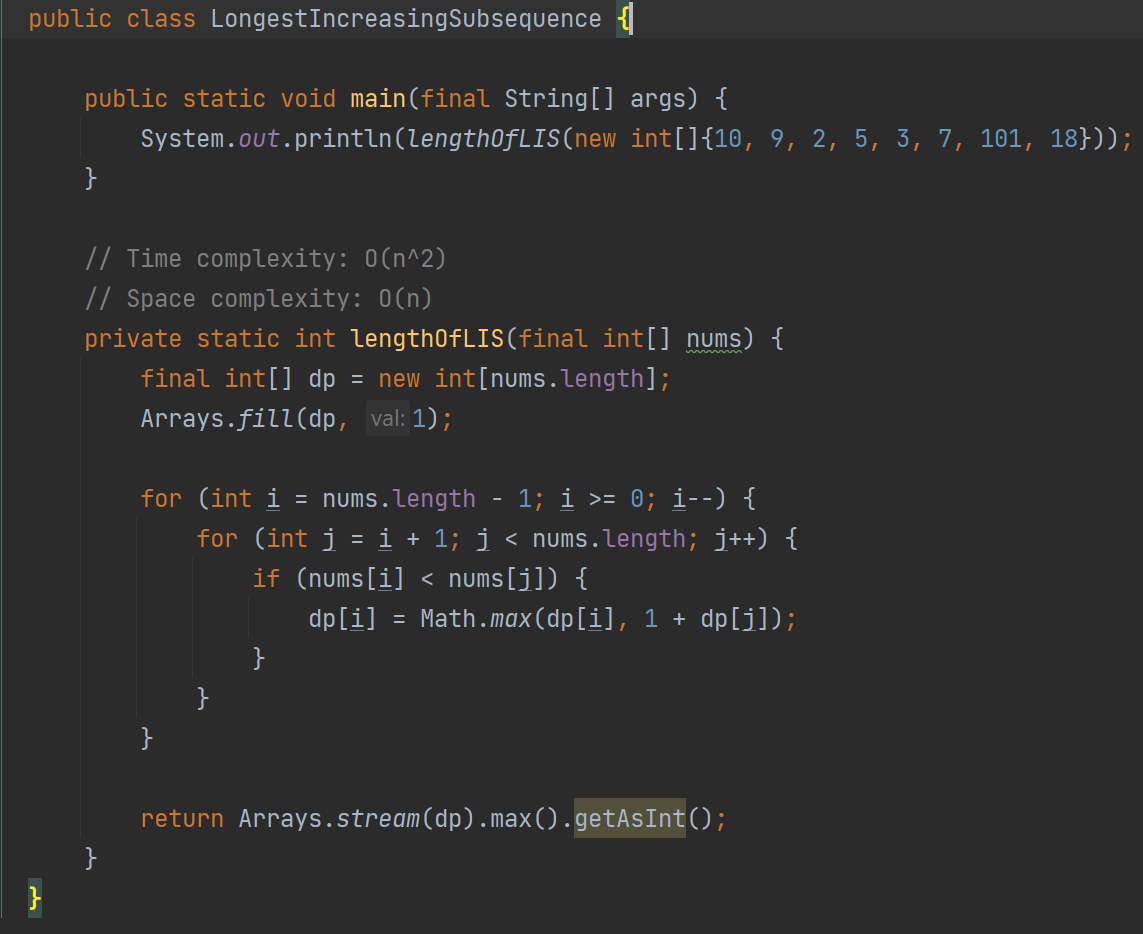 public class LongestIncreasingSubsequence {
public static void main(final String[] args) {
System.out.println(lengthOfLIS(new int[]{10, 9, 2, 5, 3, 7, 101, 18}));
}
// Time complexity: O(n^2)
// Space complexity: O(n)
private static int lengthOfLIS(final int[] nums) {
final int[] dp = new int[nums.length];
Arrays.fill(dp, val: 1);
for (int i = nums.length - 1; i >= 0; i--) {
for (int j = i + 1; j < nums.length; j++) {
if (nums[i] < nums[j]) {
dp[i] = Math.max(dp[i], 1 + dp[j]);
}
}
}
return Arrays.stream(dp).max().getAsInt();
}
}